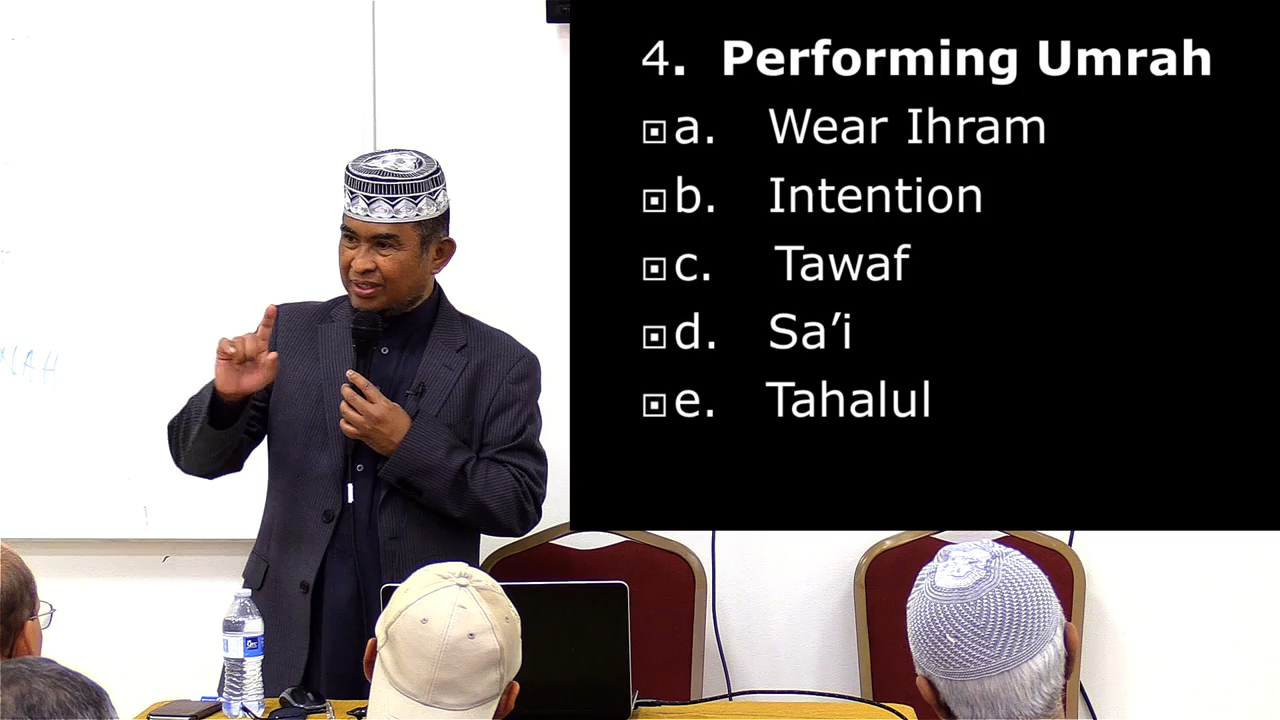 4. Performing Umrah
a. Wear Ihram
b. Intention
c. Tawaf
d. Sa’i
e. Tahalul